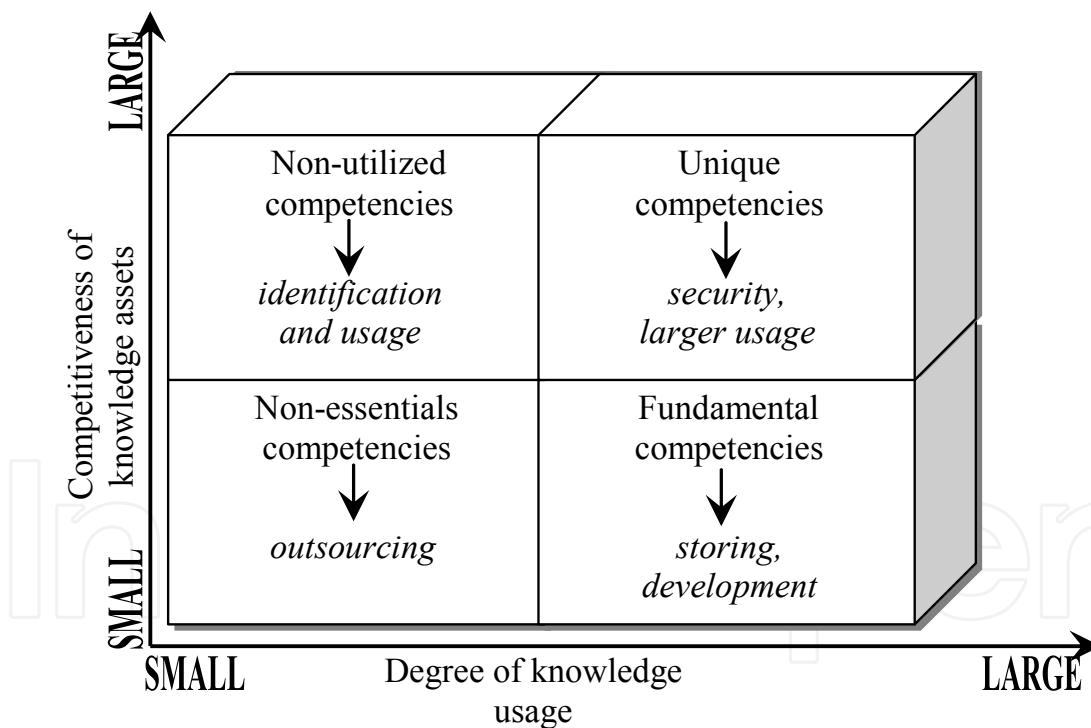 LARGE
Competitiveness of
knowledge assets
SMALL
Non-utilized
competencies
identification
and usage
Unique
competencies
security,
larger usage
Non-essentials
competencies
outsourcing
Fundamental
competencies
storing,
development
SMALL
Degree of knowledge
usage
LARGE